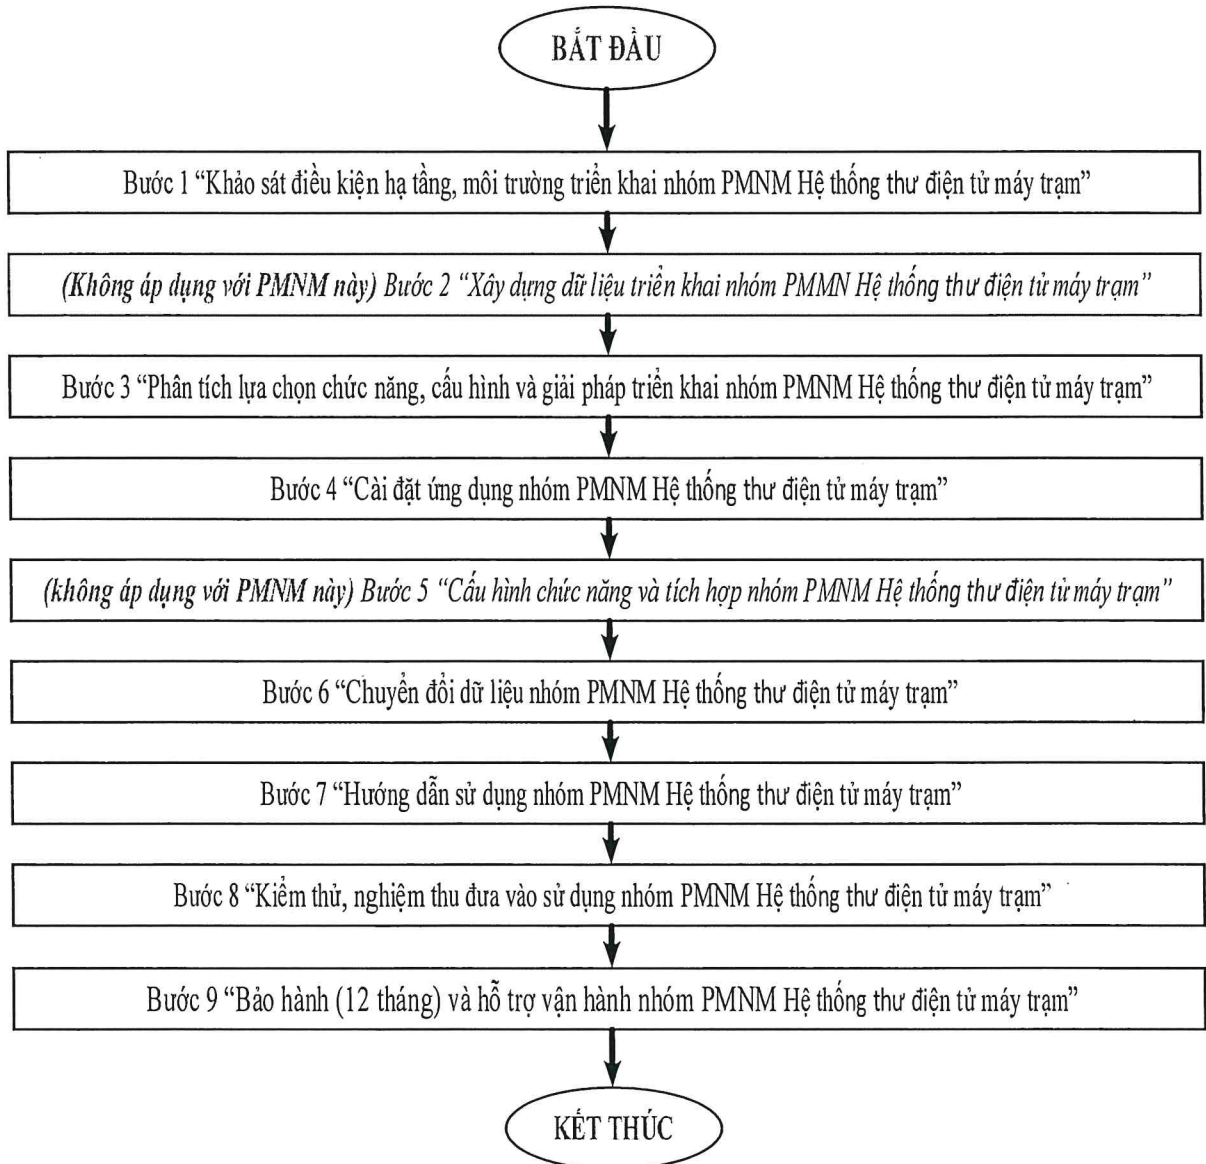 BẮT ĐẦU
Bước 1 “Khảo sát điều kiện hạ tầng, môi trường triển khai nhóm PMNM Hệ thống thư điện tử máy trạm”
(Không áp dụng với PMNM này) Bước 2 “Xây dựng dữ liệu triển khai nhóm PMMN Hệ thống thư điện tử máy trạm”
Bước 3 “Phân tích lựa chọn chức năng, cấu hình và giải pháp triển khai nhóm PMNM Hệ thống thư điện tử máy trạm”
Bước 4 “Cài đặt ứng dụng nhóm PMNM Hệ thống thư điện tử máy trạm”
(không áp dụng với PMNM này) Bước 5 “Cấu hình chức năng và tích hợp nhóm PMNM Hệ thống thư điện tử máy trạm”
Bước 6 “Chuyển đổi dữ liệu nhóm PMNM Hệ thống thư điện tử máy trạm”
Bước 7 “Hướng dẫn sử dụng nhóm PMNM Hệ thống thư điện tử máy trạm”
Bước 8 “Kiểm thử, nghiệm thu đưa vào sử dụng nhóm PMNM Hệ thống thư điện tử máy trạm”
Bước 9 “Bảo hành (12 tháng) và hỗ trợ vận hành nhóm PMNM Hệ thống thư điện tử máy trạm”
KẾT THÚC